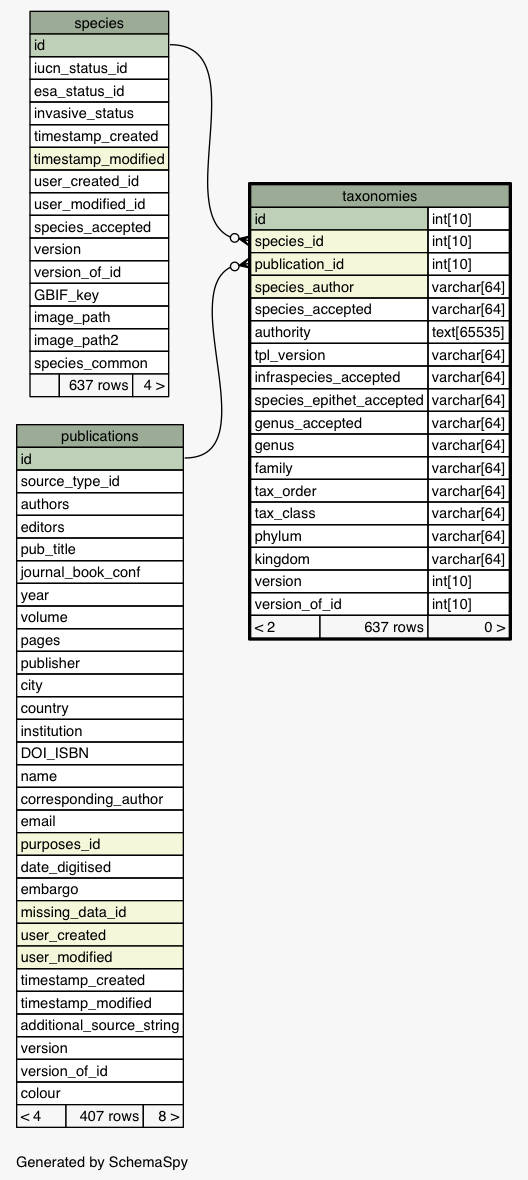 species
id
iucn_status_id
esa_status_id
invasive_status
timestamp_created
timestamp_modified
user_created_id
user_modified_id
species_accepted
version
version_of_id
GBIF_key
image_path
image_path2
species_common
637 rows 4 >
taxonomies
id int[10]
species_id int[10]
publication_id int[10]
species_author varchar[64]
species_accepted varchar[64]
authority text[65535]
tpl_version varchar[64]
infraspecies_accepted varchar[64]
species_epithet_accepted varchar[64]
genus_accepted varchar[64]
genus varchar[64]
family varchar[64]
tax_order varchar[64]
tax_class varchar[64]
phylum varchar[64]
kingdom varchar[64]
version int[10]
version_of_id int[10]
< 2 637 rows 0 >
publications
id
source_type_id
authors
editors
pub_title
journal_book_conf
year
volume
pages
publisher
city
country
institution
DOI_ISBN
name
corresponding_author
email
purposes_id
date_digitised
embargo
missing_data_id
user_created
user_modified
timestamp_created
timestamp_modified
additional_source_string
version
version_of_id
colour
< 4 407 rows 8 >
Generated by SchemaSpy